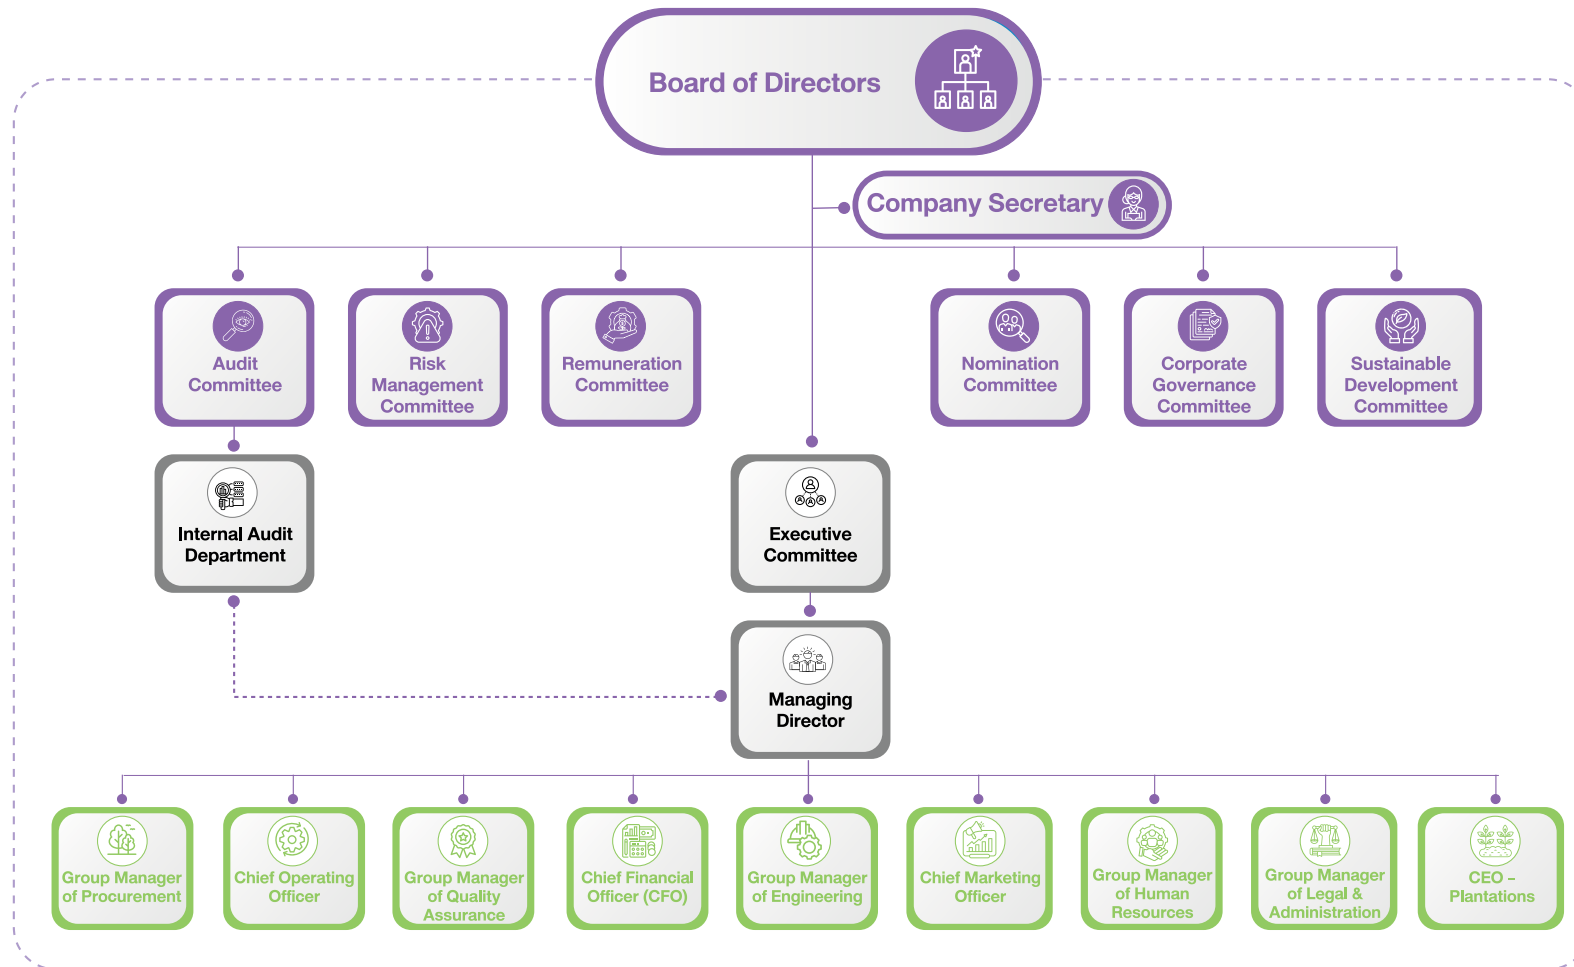 Board of Directors
Company Secretary
Audit
Committee
Risk
Management
Committee
Remuneration
Committee
Nomination
Committee
Corporate
Governance
Committee
Sustainable
Development
Committee
Internal Audit
Department
Executive
Committee
Managing
Director
Group Manager
of Procurement
Chief Operating
Officer
Group Manager
of Quality
Assurance
Chief Financial
Officer (CFO)
Group Manager
of Engineering
Chief Marketing
Officer
Group Manager
of Human
Resources
Group Manager
of Legal &
Administration
CEO –
Plantations